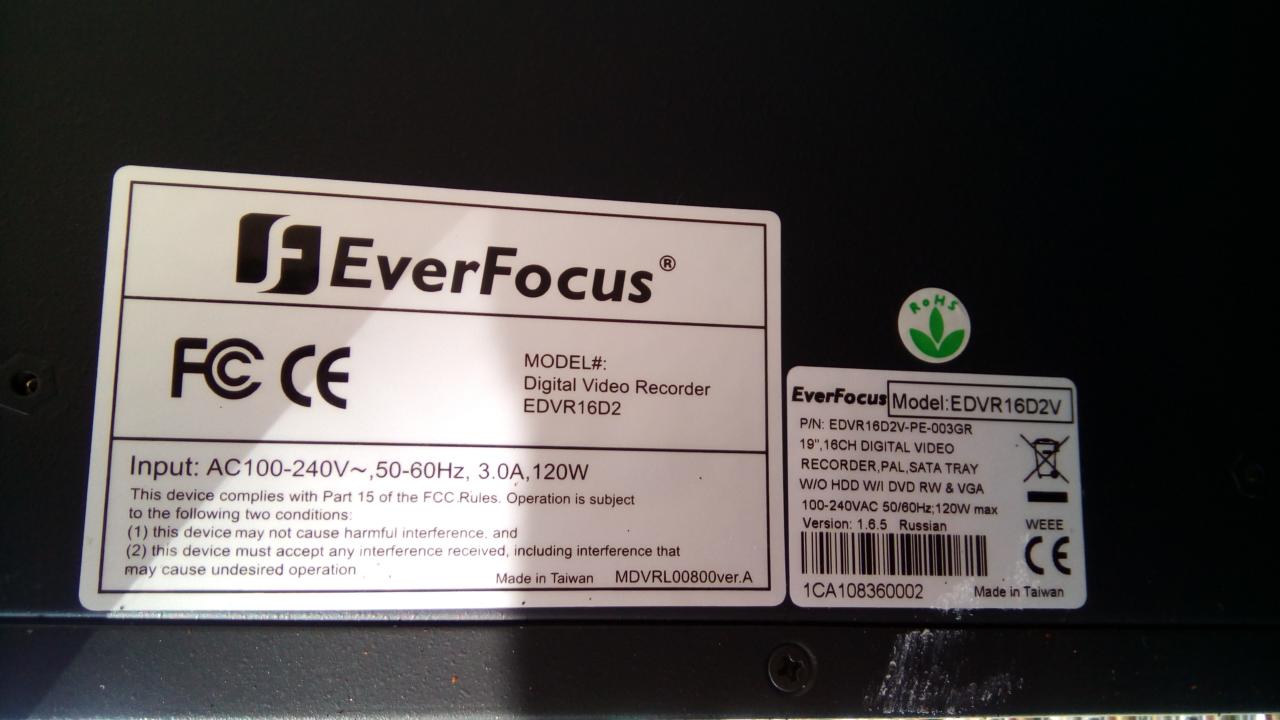 EverFocus®
FCC CE
MODEL#:
Digital Video Recorder
EDVR16D2
Input: AC100-240V~,50-60Hz, 3.0A,120W
This device complies with Part 15 of the FCC Rules. Operation is subject
to the following two conditions:
(1) this device may not cause harmful interference, and
(2) this device must accept any interference received, including interference that
may cause undesired operation
Made in Taiwan MDVRL00800ver.A
RoHS
EverFocus Model:EDVR16D2V
P/N: EDVR16D2V-PE-003GR
19",16CH DIGITAL VIDEO
RECORDER,PAL,SATA TRAY
W/O HDD W/I DVD RW & VGA
100-240VAC 50/60Hz;120W max
Version: 1.6.5 Russian
WEEE
CE
1CA108360002 Made in Taiwan